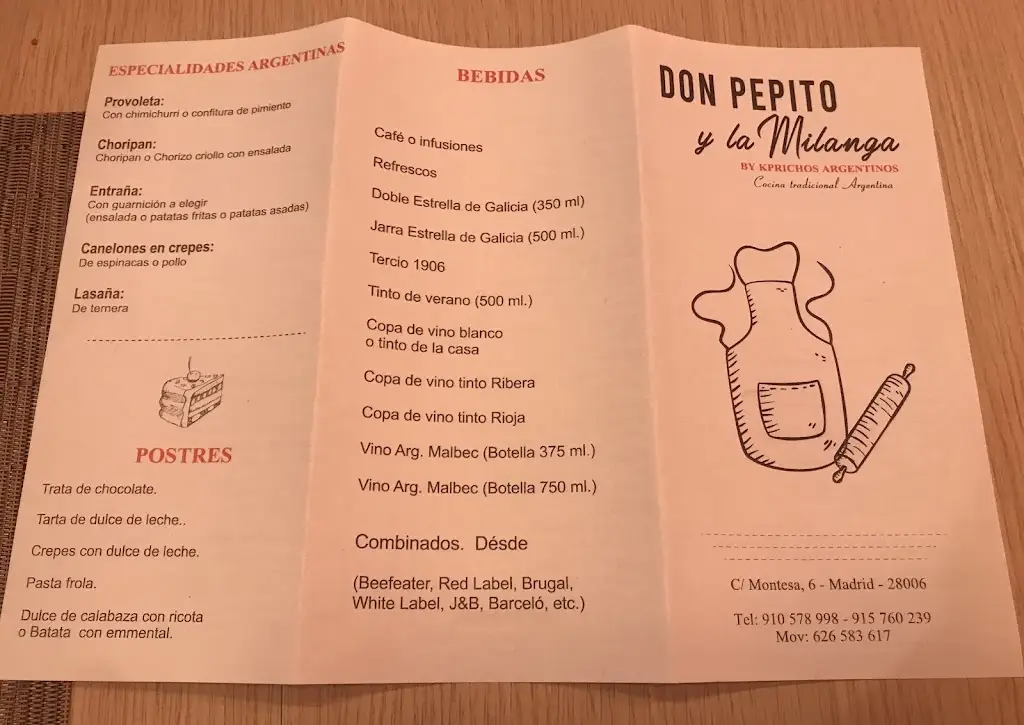 ESPECIALIDADES ARGENTINAS
Provoleta:
Con chimichurri o confitura de pimiento
Choripan:
Choripan o Chorizo criollo con ensalada
Entraña:
Con guarnición a elegir
(ensalada o patatas fritas o patatas asadas)
Canelones en crepes:
De espinacas o pollo
Lasaña:
De ternera
POSTRES
Trata de chocolate.
Tarta de dulce de leche..
Crepes con dulce de leche.
Pasta frola.
Dulce de calabaza con ricota
o Batata con emmental.
BEBIDAS
Café o infusiones
Refrescos
Doble Estrella de Galicia (350 ml)
Jarra Estrella de Galicia (500 ml.)
Tercio 1906
Tinto de verano (500 ml.)
Copa de vino blanco
o tinto de la casa
Copa de vino tinto Ribera
Copa de vino tinto Rioja
Vino Arg. Malbec (Botella 375 ml.)
Vino Arg. Malbec (Botella 750 ml.)
Combinados. Désde
(Beefeater, Red Label, Brugal,
White Label, J&B, Barceló, etc.)
DON PEPITO
y la Milanga
BY KPRICHOS ARGENTINOS
Cocina tradicional Argentina
C/ Montesa, 6 - Madrid - 28006
Tel: 910 578 998 - 915 760 239
Mov: 626 583 617